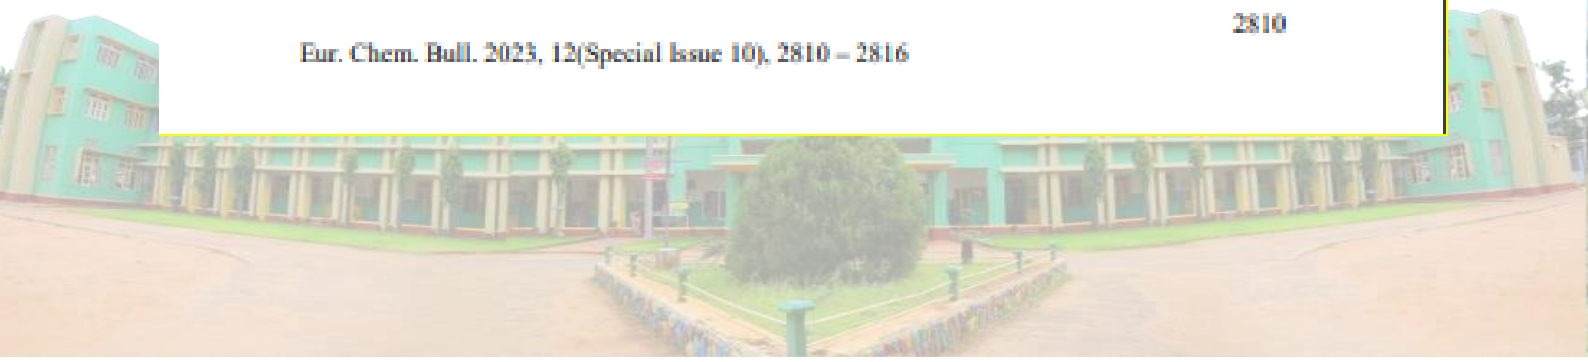 2810
Eur. Chem. Bull. 2023, 12(Special Issue 10), 2810 – 2816